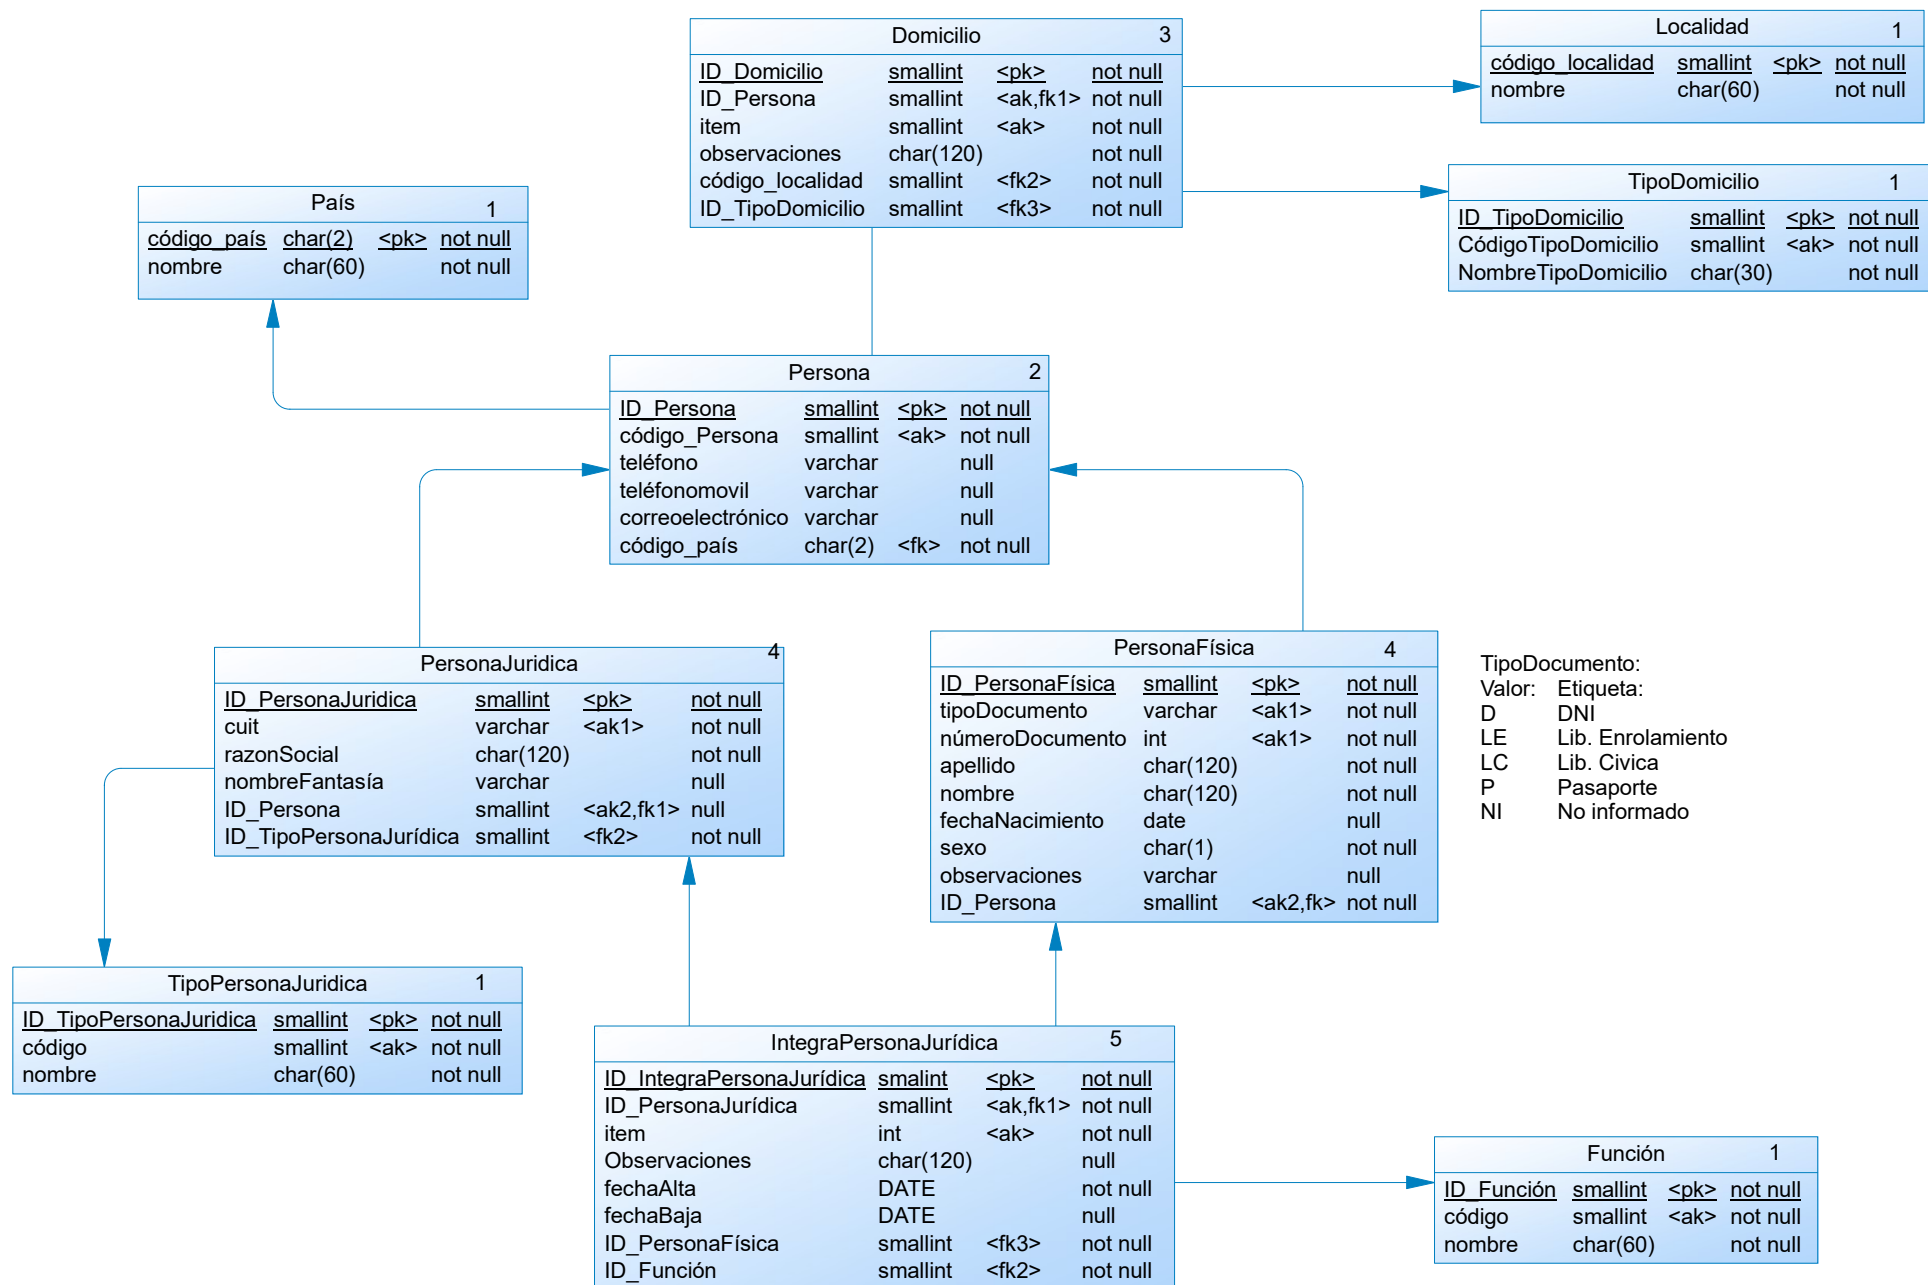 Domicilio 3
ID_Domicilio smallint <pk> not null
ID_Persona smallint <ak,fk1> not null
item smallint <ak> not null
observaciones char(120) not null
código_localidad smallint <fk2> not null
ID_TipoDomicilio smallint <fk3> not null
Localidad 1
código_localidad smallint <pk> not null
nombre char(60) not null
TipoDomicilio 1
ID_TipoDomicilio smallint <pk> not null
CódigoTipoDomicilio smallint <ak> not null
NombreTipoDomicilio char(30) not null
País 1
código_país char(2) <pk> not null
nombre char(60) not null
Persona 2
ID_Persona smallint <pk> not null
código_Persona smallint <ak> not null
teléfono varchar null
teléfonomovil varchar null
correoelectrónico varchar null
código_país char(2) <fk> not null
PersonaJuridica 4
ID_PersonaJuridica smallint <pk> not null
cuit varchar <ak1> not null
razonSocial char(120) not null
nombreFantasía varchar null
ID_Persona smallint <ak2,fk1> null
ID_TipoPersonaJurídica smallint <fk2> not null
PersonaFísica 4
ID_PersonaFísica smallint <pk> not null
tipoDocumento varchar <ak1> not null
númeroDocumento int <ak1> not null
apellido char(120) not null
nombre char(120) not null
fechaNacimiento date null
sexo char(1) not null
observaciones varchar null
ID_Persona smallint <ak2,fk> not null
TipoDocumento:
Valor: Etiqueta:
D DNI
LE Lib. Enrolamiento
LC Lib. Civica
P Pasaporte
NI No informado
TipoPersonaJuridica 1
ID_TipoPersonaJuridica smallint <pk> not null
código smallint <ak> not null
nombre char(60) not null
IntegraPersonaJurídica 5
ID_IntegraPersonaJurídica smalint <pk> not null
ID_PersonaJurídica smallint <ak,fk1> not null
item int <ak> not null
Observaciones char(120) null
fechaAlta DATE not null
fechaBaja DATE null
ID_PersonaFísica smallint <fk3> not null
ID_Función smallint <fk2> not null
Función 1
ID_Función smallint <pk> not null
código smallint <ak> not null
nombre char(60) not null